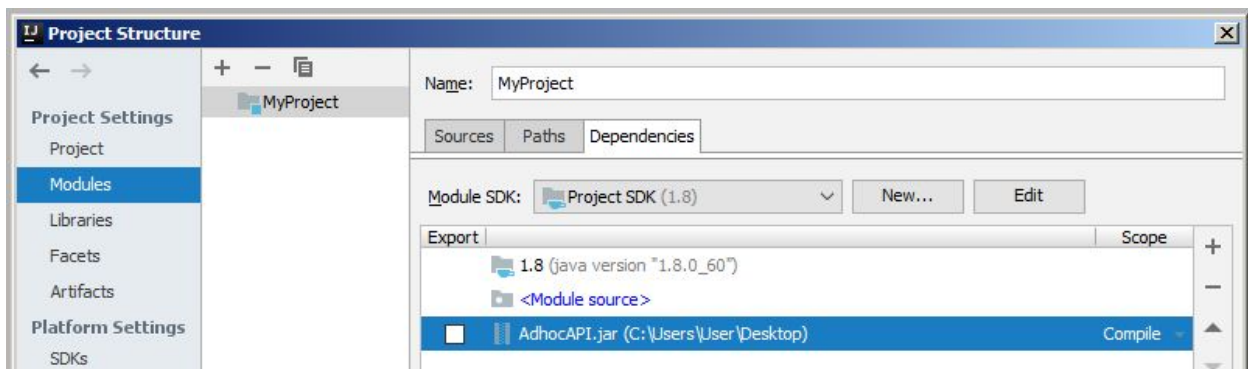 IJ Project Structure
Project Settings
Project
Modules
Libraries
Facets
Artifacts
Platform Settings
SDKs
MyProject
Name: MyProject
Sources Paths Dependencies
Module SDK: Project SDK (1.8) New... Edit
Export Scope
1.8 (java version "1.8.0_60")
<Module source>
AdhocAPI.jar (C:\Users\User\Desktop) Compile